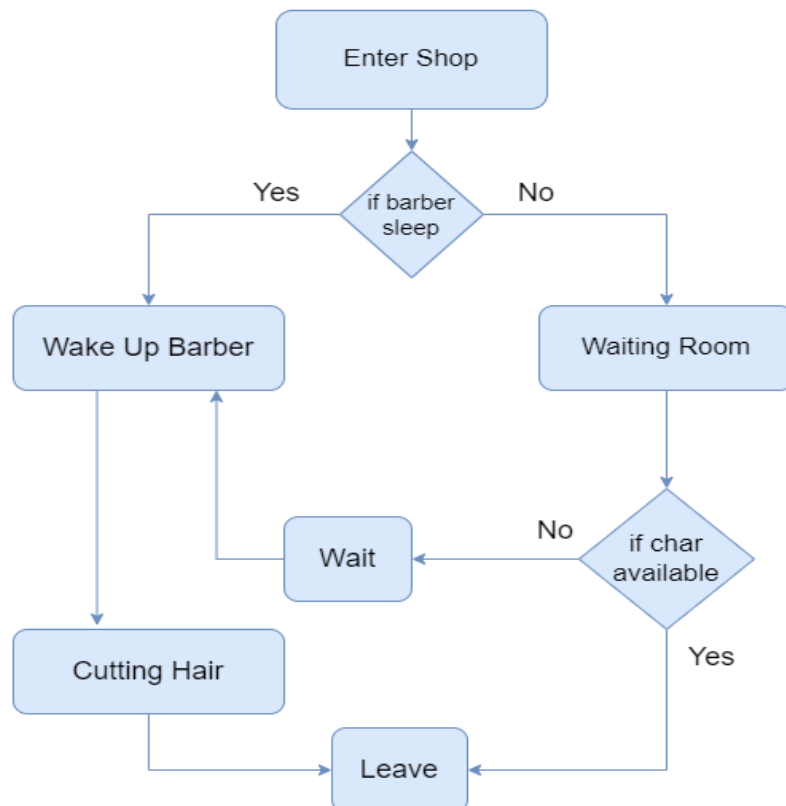 Enter Shop
Yes
if barber
sleep
No
Wake Up Barber
Waiting Room
Wait
No
if char
available
Yes
Cutting Hair
Leave